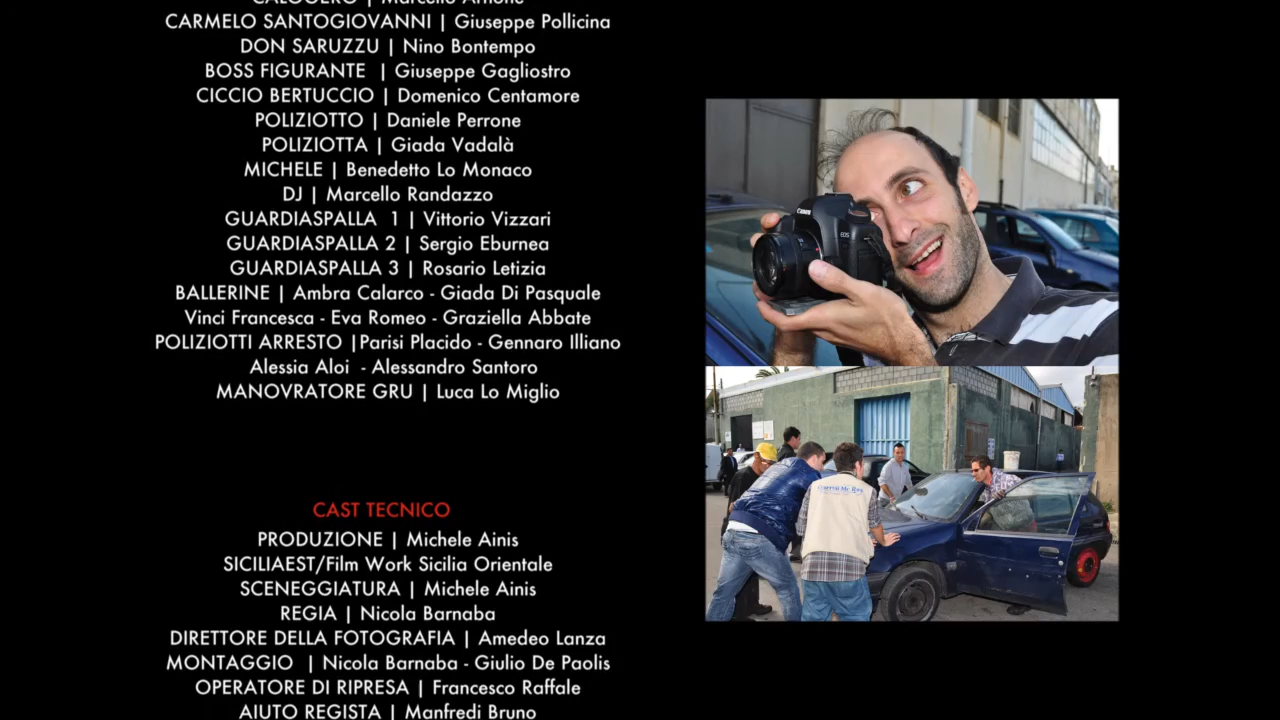 CALOGERO | Marcello Arnone
CARMELO SANTOGIOVANNI | Giuseppe Pollicina
DON SARUZZU | Nino Bontempo
BOSS FIGURANTE | Giuseppe Gagliostro
CICCIO BERTUCCIO | Domenico Centamore
POLIZIOTTO | Daniele Perrone
POLIZIOTTA | Giada Vadalà
MICHELE | Benedetto Lo Monaco
DJ | Marcello Randazzo
GUARDIASPALLA 1 | Vittorio Vizzari
GUARDIASPALLA 2 | Sergio Eburnea
GUARDIASPALLA 3 | Rosario Letizia
BALLERINE | Ambra Calarco - Giada Di Pasquale
Vinci Francesca - Eva Romeo - Graziella Abbate
POLIZIOTTI ARRESTO |Parisi Placido - Gennaro Illiano
Alessia Aloi - Alessandro Santoro
MANOVRATORE GRU | Luca Lo Miglio
CAST TECNICO
PRODUZIONE | Michele Ainis
SICILIAEST/Film Work Sicilia Orientale
SCENEGGIATURA | Michele Ainis
REGIA | Nicola Barnaba
DIRETTORE DELLA FOTOGRAFIA | Amedeo Lanza
MONTAGGIO | Nicola Barnaba - Giulio De Paolis
OPERATORE DI RIPRESA | Francesco Raffale
AIUTO REGISTA | Manfredi Bruno
Canon
EOS